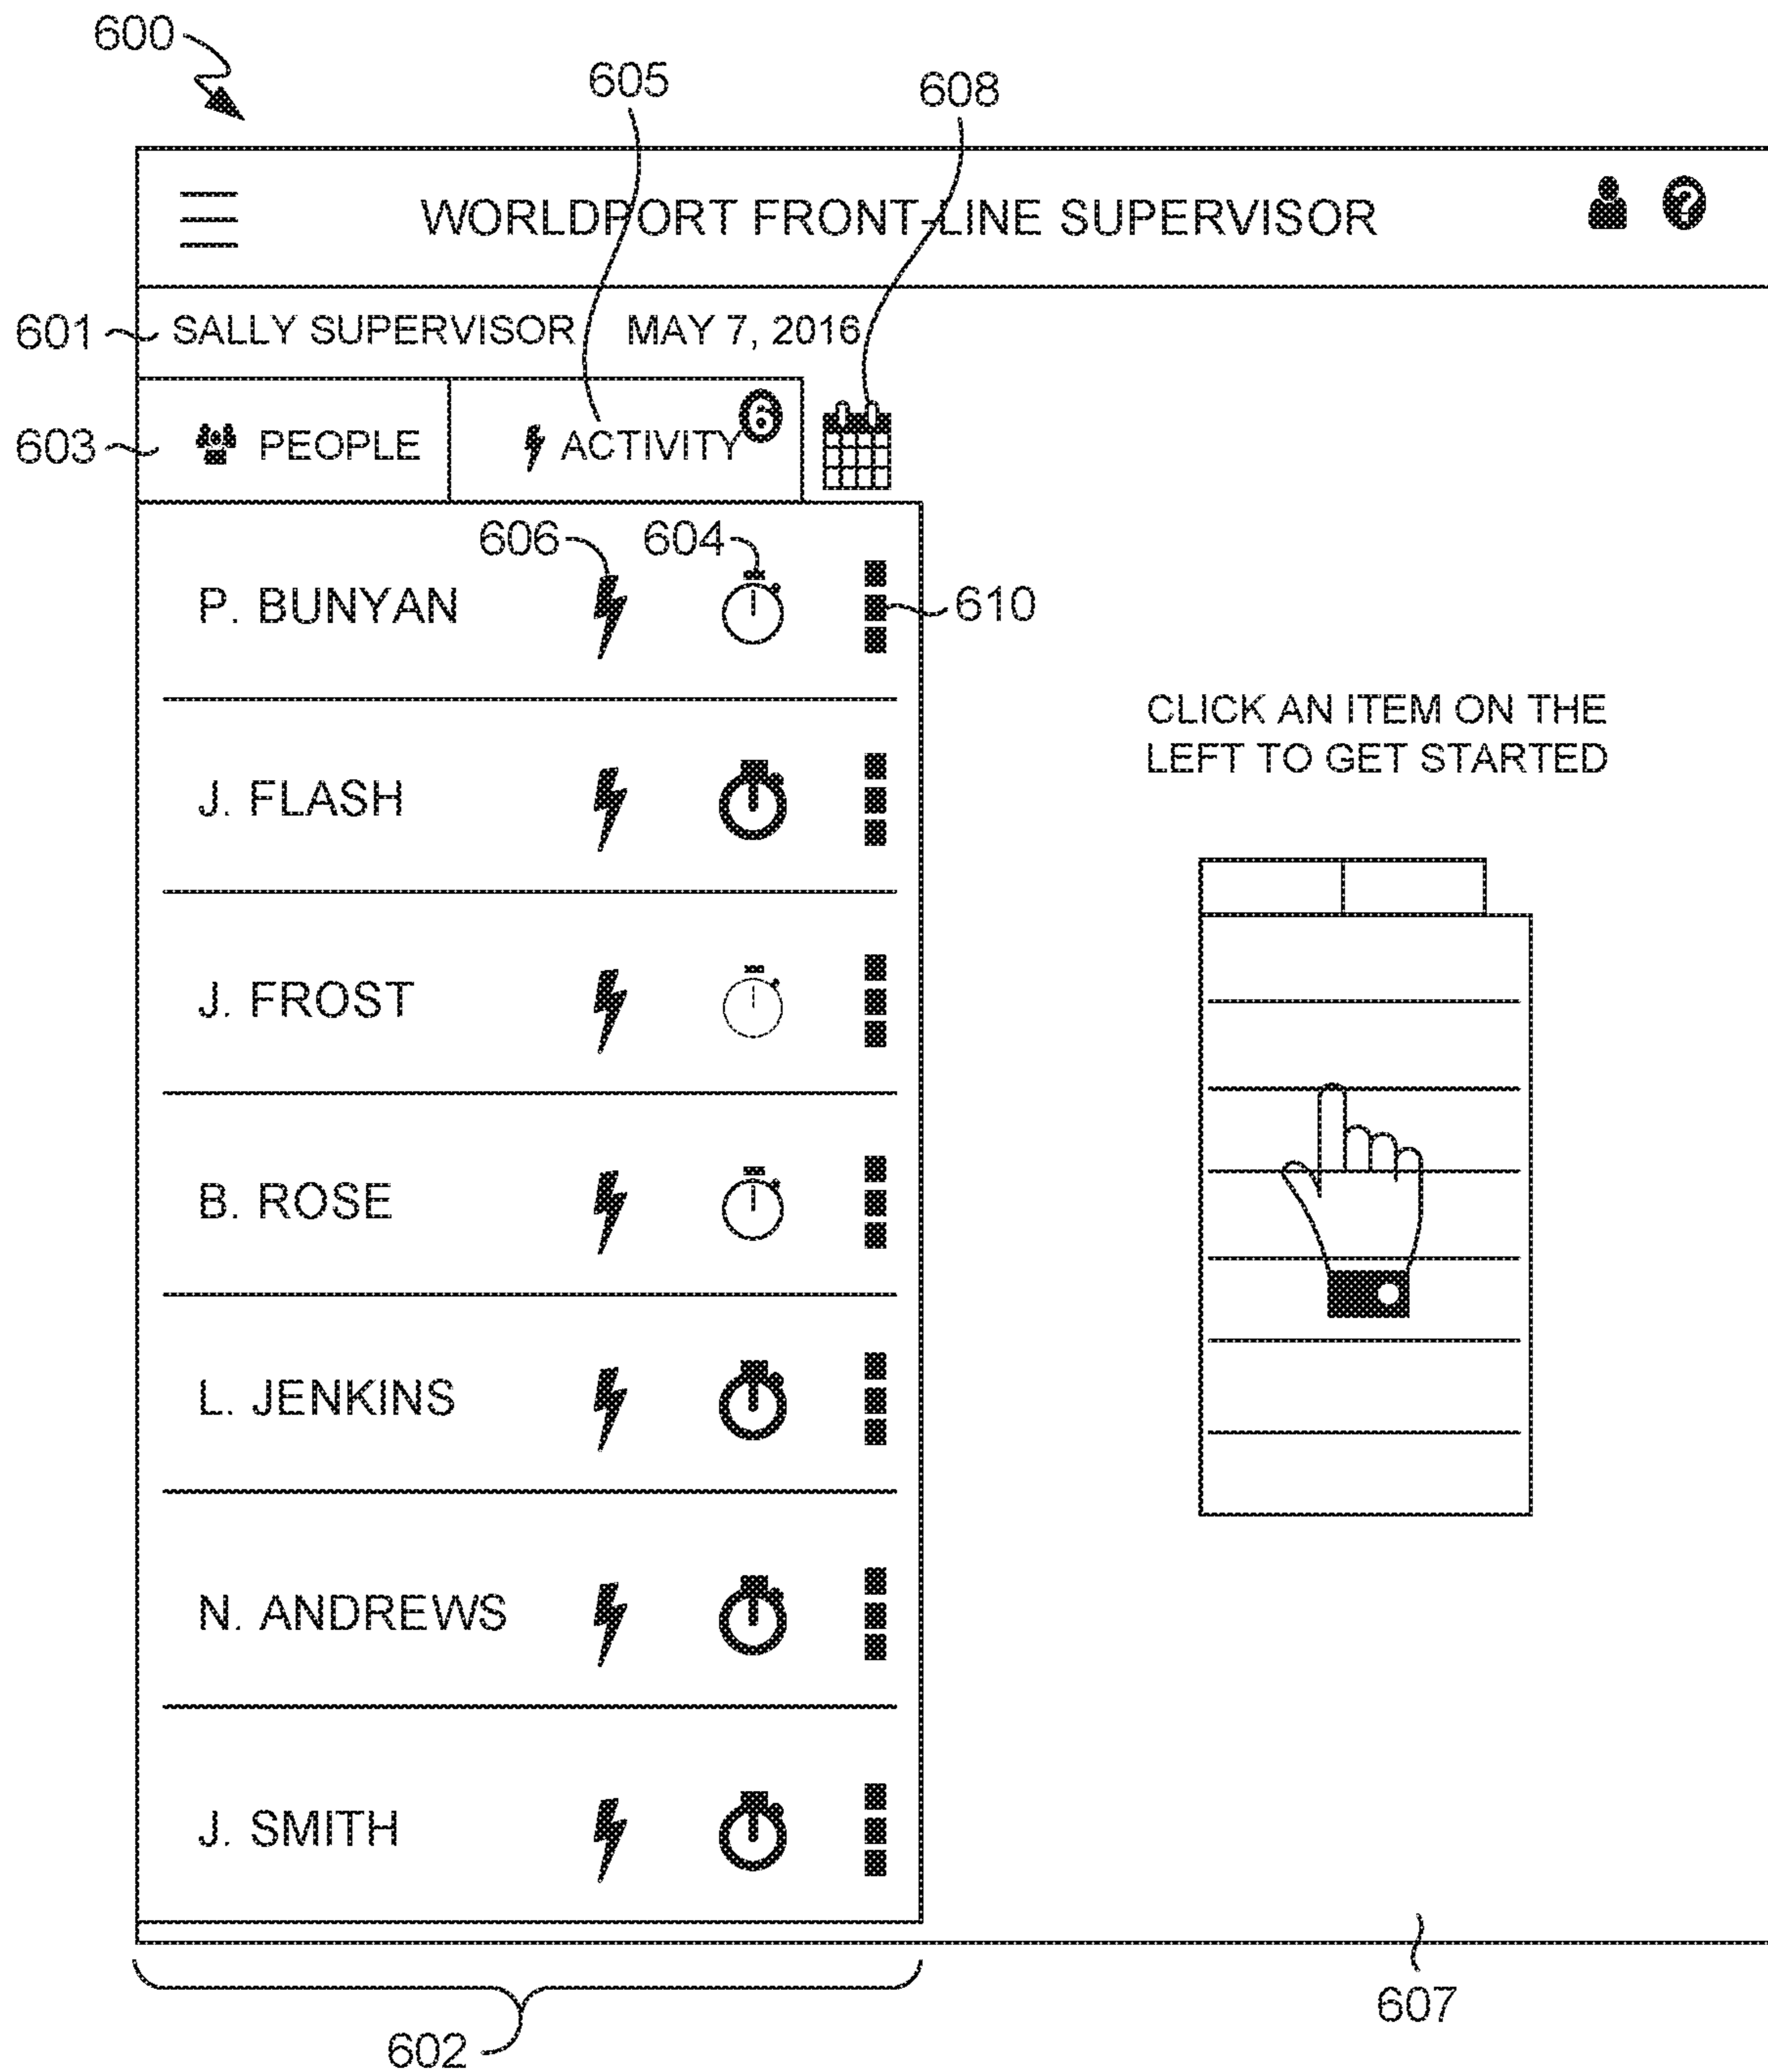 600
605
608
WORLDPORT FRONT-LINE SUPERVISOR
?
601
SALLY SUPERVISOR MAY 7, 2016
603
PEOPLE
ACTIVITY 6
606 604
P. BUNYAN
610
CLICK AN ITEM ON THE
LEFT TO GET STARTED
J. FLASH
J. FROST
B. ROSE
L. JENKINS
N. ANDREWS
J. SMITH
607
602